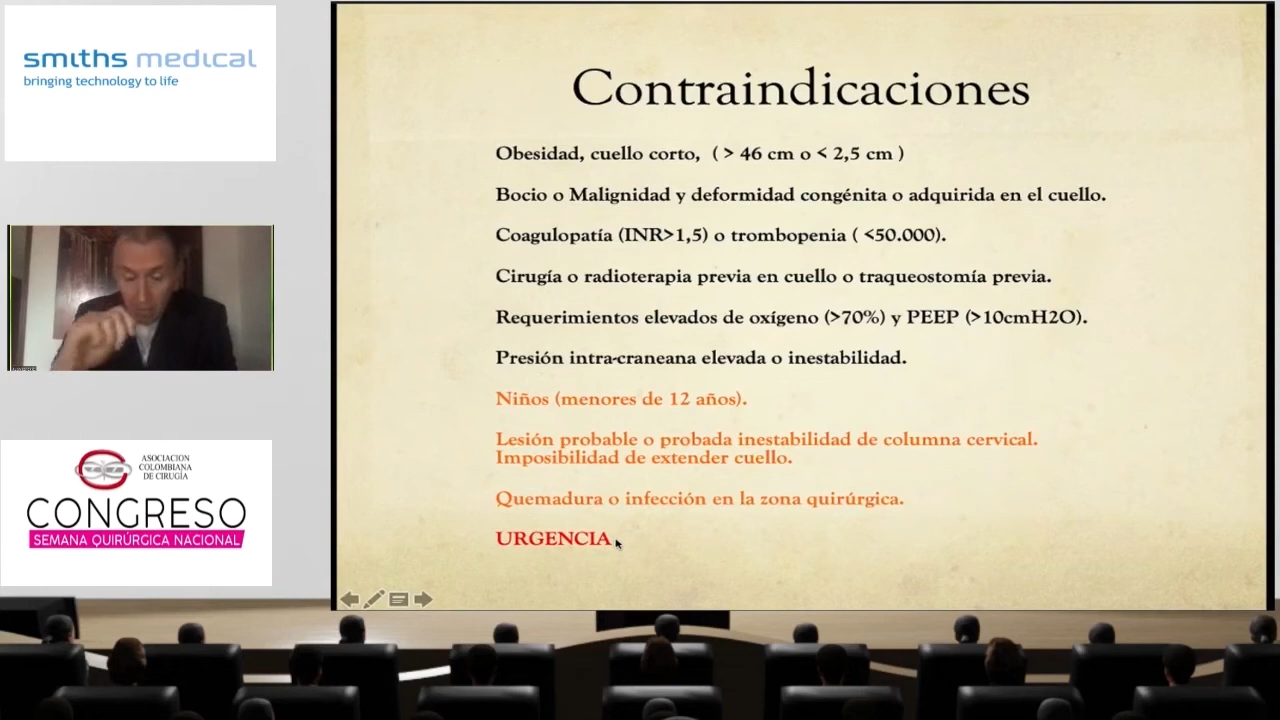 smiths medical
bringing technology to life
Contraindicaciones
Obesidad, cuello corto, ( > 46 cm o < 2,5 cm )
Bocio o Malignidad y deformidad congénita o adquirida en el cuello.
Coagulopatía (INR>1,5) o trombopenia ( <50.000).
Cirugía o radioterapia previa en cuello o traqueostomía previa.
Requerimientos elevados de oxígeno (>70%) y PEEP (>10cmH2O).
Presión intra-craneana elevada o inestabilidad.
Niños (menores de 12 años).
Lesión probable o probada inestabilidad de columna cervical.
Imposibilidad de extender cuello.
Quemadura o infección en la zona quirúrgica.
URGENCIA
ASOCIACION
COLOMBIANA
DE CIRUGÍA
CONGRESO
SEMANA QUIRÚRGICA NACIONAL